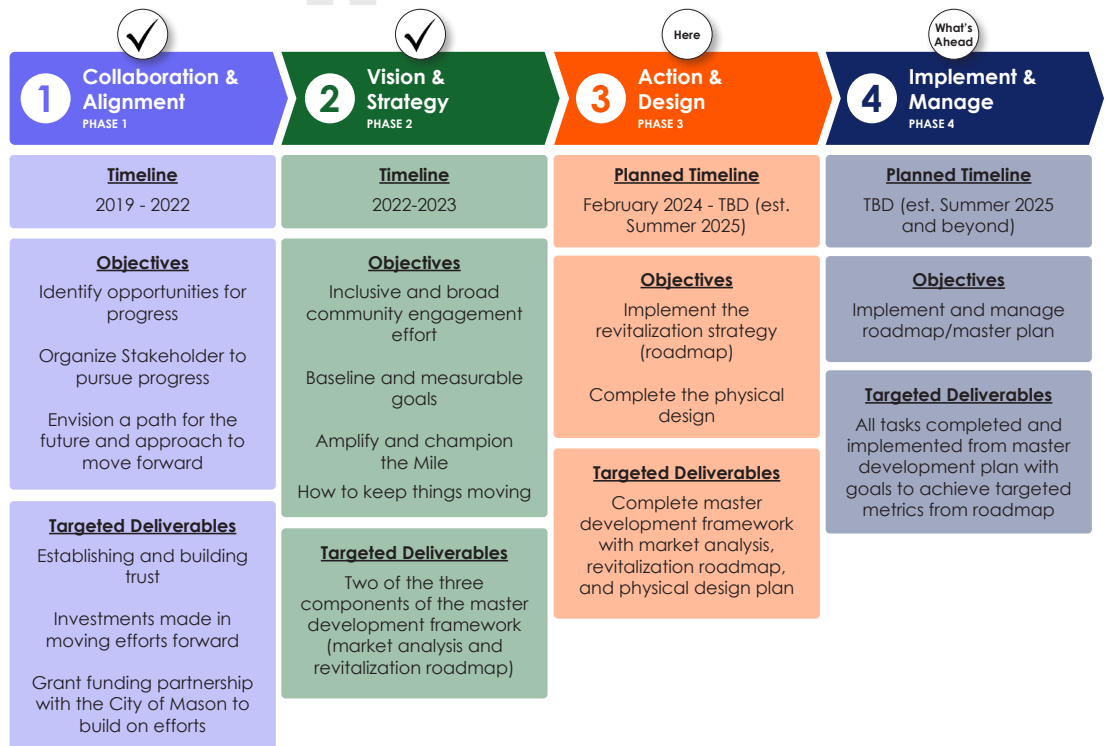 Here
What's
Ahead
1
Collaboration &
Alignment
PHASE 1
2
Vision &
Strategy
PHASE 2
3
Action &
Design
PHASE 3
4
Implement &
Manage
PHASE 4
Timeline
2019 - 2022
Objectives
Identify opportunities for
progress
Organize Stakeholder to
pursue progress
Envision a path for the
future and approach to
move forward
Targeted Deliverables
Establishing and building
trust
Investments made in
moving efforts forward
Grant funding partnership
with the City of Mason to
build on efforts
Timeline
2022-2023
Objectives
Inclusive and broad
community engagement
effort
Baseline and measurable
goals
Amplify and champion
the Mile
How to keep things moving
Targeted Deliverables
Two of the three
components of the master
development framework
(market analysis and
revitalization roadmap)
Planned Timeline
February 2024 - TBD (est.
Summer 2025)
Objectives
Implement the
revitalization strategy
(roadmap)
Complete the physical
design
Targeted Deliverables
Complete master
development framework
with market analysis,
revitalization roadmap,
and physical design plan
Planned Timeline
TBD (est. Summer 2025
and beyond)
Objectives
Implement and manage
roadmap/master plan
Targeted Deliverables
All tasks completed and
implemented from master
development plan with
goals to achieve targeted
metrics from roadmap